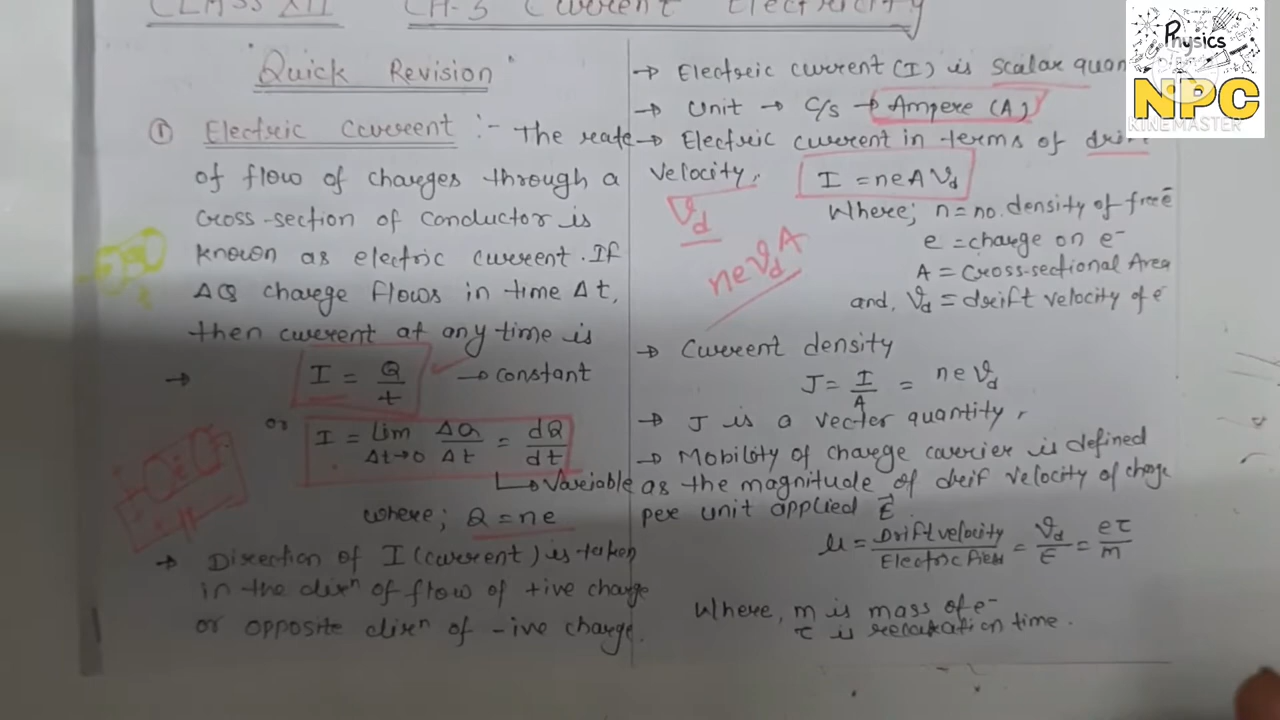 CLASS XII CH-3 Current Electricity
Quick Revision
① Electric Current :- The rate
of flow of charges through a
cross-section of conductor is
known as electric current. If
ΔQ charge flows in time Δt,
then current at any time is
→ I = Q/t → constant
or I = Lim Δt→0 ΔQ/Δt = dQ/dt
↳ Variable
where; Q = ne
→ Direction of I (current) is taken
in the dirⁿ of flow of +ive charge
or opposite dirⁿ of -ive charge.
→ Electric current (I) is scalar quan
→ Unit → C/s → Ampere (A)
→ Electric current in terms of drift
velocity, I = neAVd
Vd
neVdA
Where; n = no. density of free e⁻
e = charge on e⁻
A = Cross-sectional Area
and, Vd = drift velocity of e⁻
→ Current density
J = I/A = neVd
→ J is a vector quantity,
→ Mobility of charge carrier is defined
as the magnitude of drif velocity of charge
per unit applied E⃗
μ = Drift velocity/Electric field = Vd/E = eτ/m
Where, m is mass of e⁻
τ is relaxation time.
Physics
NPC
KINEMASTER